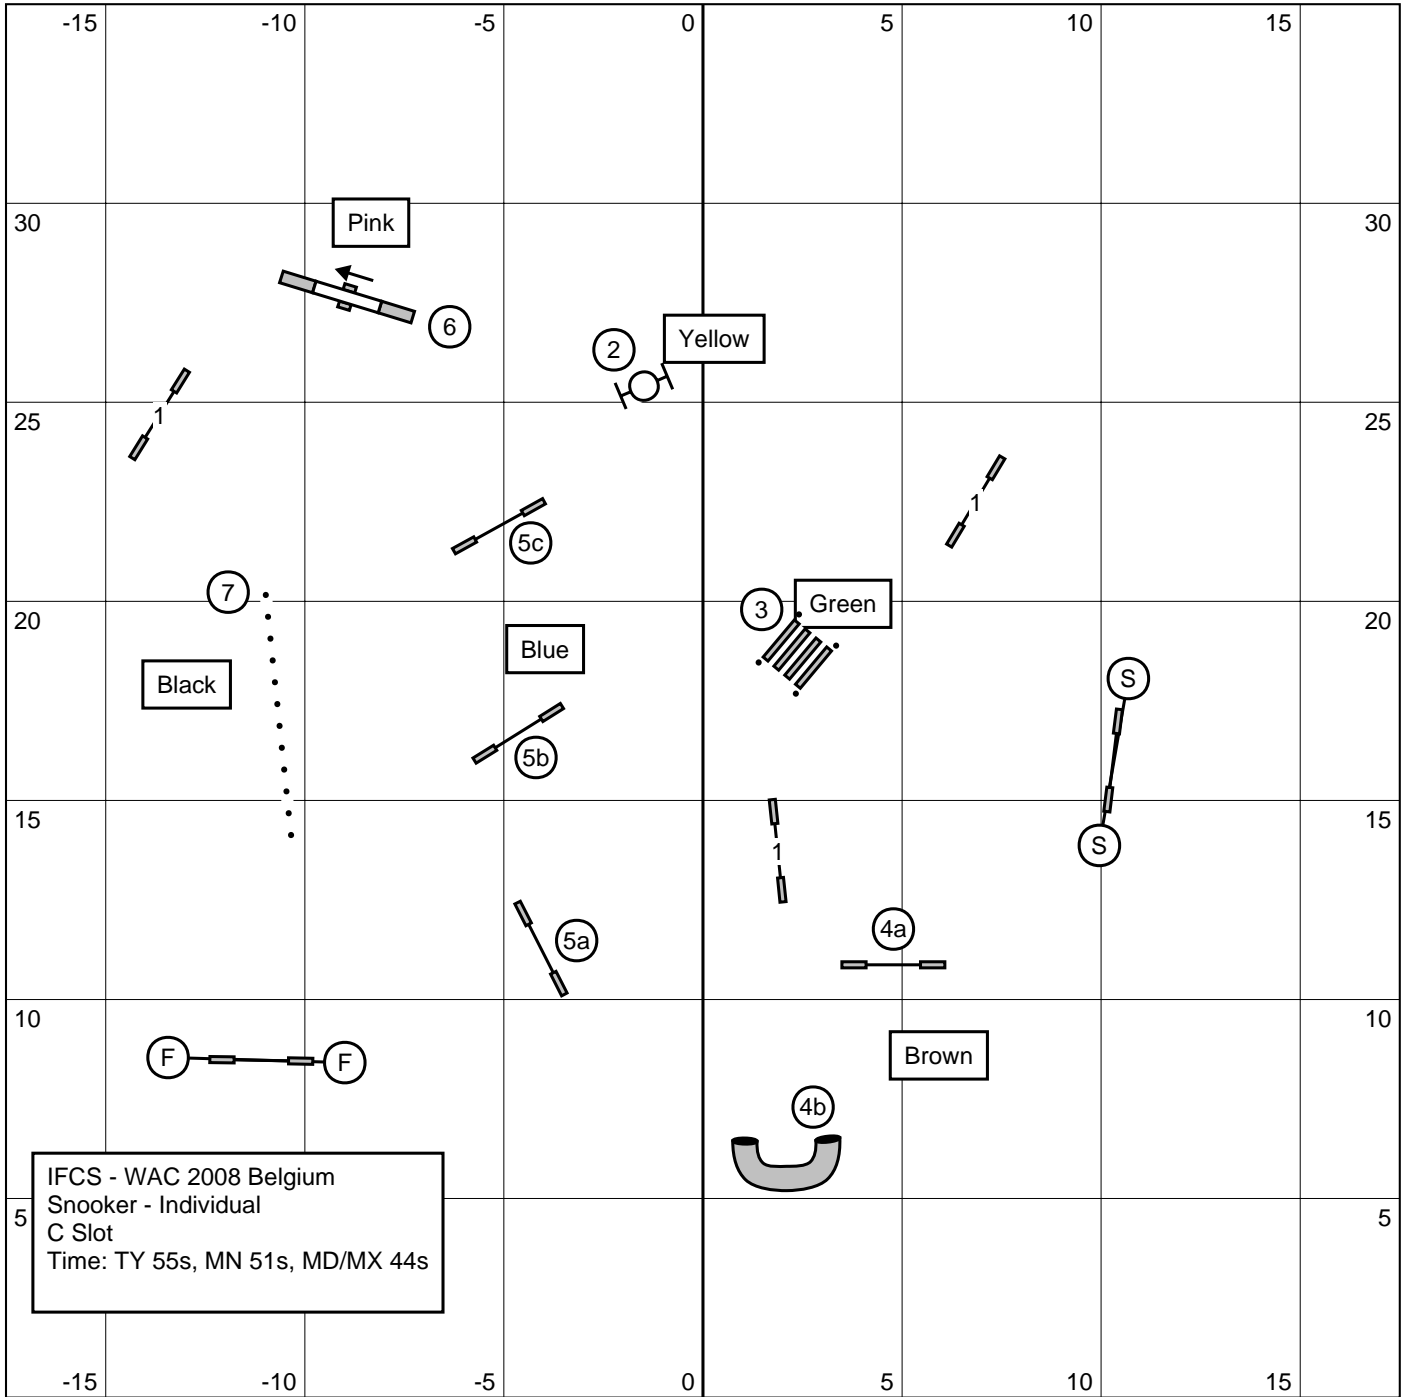 -15 -10 -5 0 5 10 15
30 Pink 30
6
2 Yellow
1
25 25
1
5c
7
3 Green
20 20
Blue
Black
S
5b
15 15
S
1
4a
5a
10 10
F F
Brown
4b
IFCS - WAC 2008 Belgium
Snooker - Individual
C Slot
Time: TY 55s, MN 51s, MD/MX 44s
5 5
-15 -10 -5 0 5 10 15